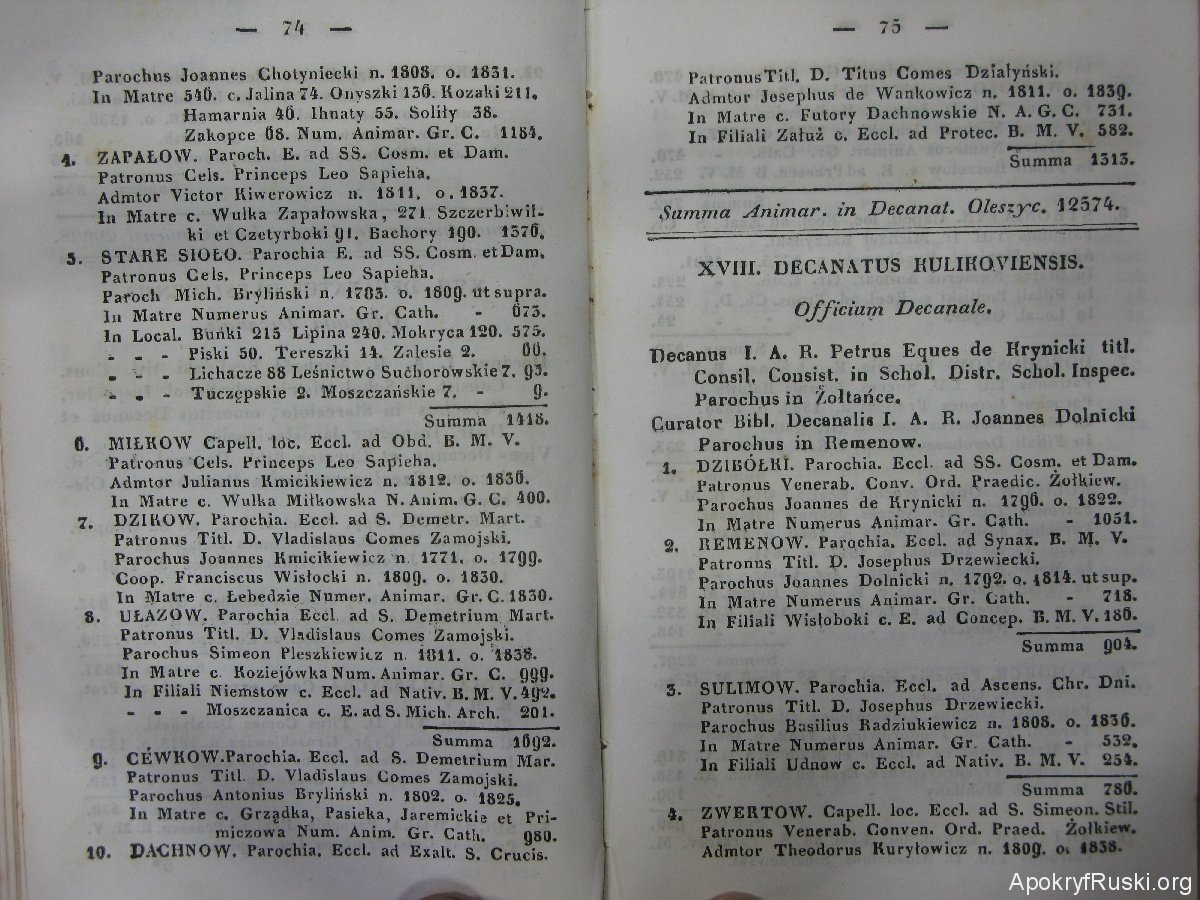 — 74 —
Parochus Joannes Chotyniecki n. 1808. o. 1831.
In Matre 546. c. Jalina 74. Onyszki 136. Kozaki 211.
Hamarnia 46. Ihnaty 55. Soliły 38.
Zakopce 68. Num. Animar. Gr. C. 1184.
4. ZAPAŁOW. Paroch. E. ad SS. Cosm. et Dam.
Patronus Cels. Princeps Leo Sapieha.
Admtor Victor Kiwerowicz n. 1811. o. 1837.
In Matre c. Wulka Zapałowska, 271 Szczerbiwil-
ki et Czetyrboki 91. Bachory 190. 1376.
5. STARE SIOŁO. Parochia E. ad SS. Cosm. et Dam.
Patronus Cels. Princeps Leo Sapieha.
Paroch Mich. Bryliński n. 1783. o. 1809. ut supra.
In Matre Numerus Animar. Gr. Cath. - 673.
In Local. Buńki 215 Lipina 240. Mokryca 120. 575.
- - - Piski 50. Tereszki 14. Zalesie 2. 66.
- - - Lichacze 88 Leśnictwo Suchorowskie 7. 95.
- - - Tuczępskie 2. Moszczańskie 7. - 9.
Summa 1418.
6. MIŁKOW Capell. loc. Eccl. ad Obd. B. M. V.
Patronus Cels. Princeps Leo Sapieha.
Admtor Julianus Kmicikiewicz n. 1812. o. 1836.
In Matre c. Wulka Miłkowska N. Anim. G. C. 400.
7. DZIKOW. Parochia. Eccl. ad S. Demetr. Mart.
Patronus Titl. D. Vladislaus Comes Zamojski.
Parochus Joannes Kmicikiewicz n. 1771. o. 1799.
Coop. Franciscus Wisłocki n. 1809. o. 1830.
In Matre c. Łebedzie Numer. Animar. Gr. C. 1830.
8. UŁAZOW. Parochia Eccl. ad S. Demetrium Mart.
Patronus Titl. D. Vladislaus Comes Zamojski.
Parochus Simeon Pleszkiewicz n. 1811. o. 1838.
In Matre c. Koziejówka Num. Animar. Gr. C. 999.
In Filiali Niemstow c. Eccl. ad Nativ. B. M. V. 492.
- - - Moszczanica c. E. ad S. Mich. Arch. 201.
Summa 1692.
9. CÉWKOW. Parochia. Eccl. ad S. Demetrium Mar.
Patronus Titl. D. Vladislaus Comes Zamojski.
Parochus Antonius Bryliński n. 1802. o. 1825.
In Matre c. Grządka, Pasieka, Jaremickie et Pri-
miczowa Num. Anim. Gr. Cath. 980.
10. DACHNOW. Parochia. Eccl. ad Exalt. S. Crucis.
— 75 —
Patronus Titl. D. Titus Comes Działyński.
Admtor Josephus de Wankowicz n. 1811. o. 1839.
In Matre c. Futory Dachnowskie N. A. G. C. 731.
In Filiali Załuż c. Eccl. ad Protec. B. M. V. 582.
Summa 1313.
Summa Animar. in Decanat. Oleszyc. 12574.
XVIII. DECANATUS KULIKOVIENSIS.
Officium Decanale.
Decanus I. A. R. Petrus Eques de Krynicki titl.
Consil. Consist. in Schol. Distr. Schol. Inspec.
Parochus in Żołtańce.
Curator Bibl. Decanalis I. A. R. Joannes Dolnicki
Parochus in Remenow.
1. DZIBÓŁKI. Parochia. Eccl. ad SS. Cosm. et Dam.
Patronus Venerab. Conv. Ord. Praedic. Żołkiew.
Parochus Joannes de Krynicki n. 1796. o. 1822.
In Matre Numerus Animar. Gr. Cath. - 1051.
2. REMENOW. Parochia. Eccl. ad Synax. B. M. V.
Patronus Titl. D. Josephus Drzewiecki.
Parochus Joannes Dolnicki n. 1792. o. 1814. ut sup.
In Matre Numerus Animar. Gr. Cath. - 718.
In Filiali Wisłoboki c. E. ad Concep. B. M. V. 186.
Summa 904.
3. SULIMOW. Parochia. Eccl. ad Ascens. Chr. Dni.
Patronus Titl. D. Josephus Drzewiecki.
Parochus Basilius Radziukiewicz n. 1808. o. 1836.
In Matre Numerus Animar. Gr. Cath. - 532.
In Filiali Udnow c. Eccl. ad Nativ. B. M. V. 254.
Summa 786.
4. ZWERTOW. Capell. loc. Eccl. ad S. Simeon. Stil.
Patronus Venerab. Conven. Ord. Praed. Żołkiew.
Admtor Theodorus Kuryłowicz n. 1809. o. 1838.
ApokryfRuski.org